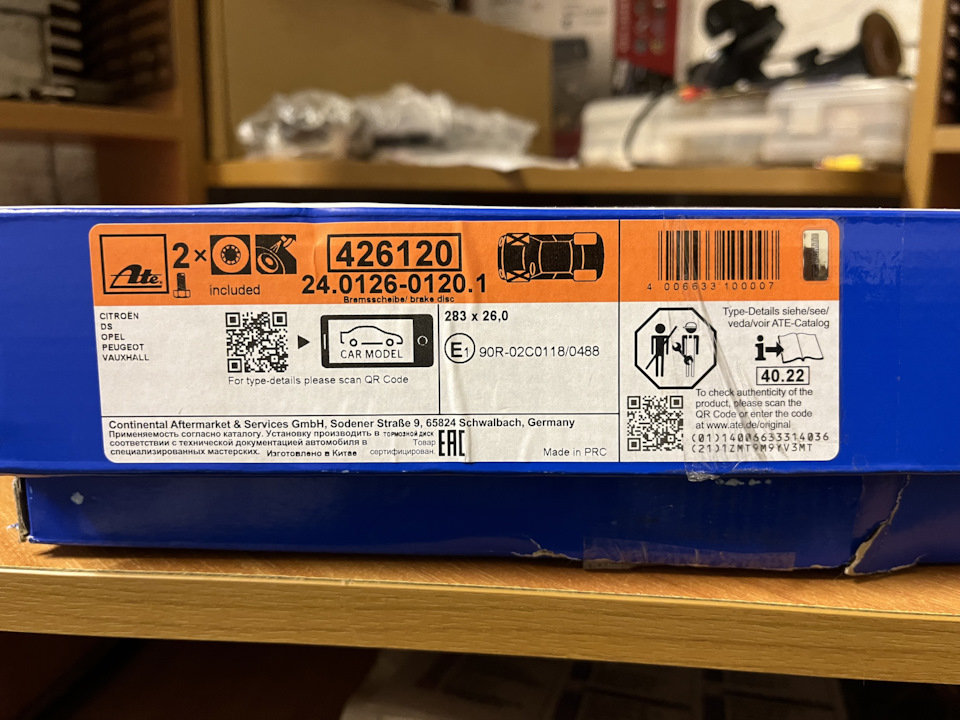 Ate
2×
included
426120
24.0126-0120.1
Bremsscheibe/ brake disc
4 006633 100007
CITROËN
DS
OPEL
PEUGEOT
VAUXHALL
CAR MODEL
For type-details please scan QR Code
283 x 26,0
E1 90R-02C0118/0488
Type-Details siehe/see/
veda/voir ATE-Catalog
40.22
To check authenticity of the
product, please scan the
QR Code or enter the code
at www.ate.de/original
(01)14006633314036
(21)1ZMT9M9YV3MT
Continental Aftermarket & Services GmbH, Sodener Straße 9, 65824 Schwalbach, Germany
Применяемость согласно каталогу. Установку производить в
соответствии с технической документацией автомобиля в
специализированных мастерских. Изготовлено в Китае
ТОРМОЗНОЙ ДИСК
Товар
сертифицирован.
EAC
Made in PRC